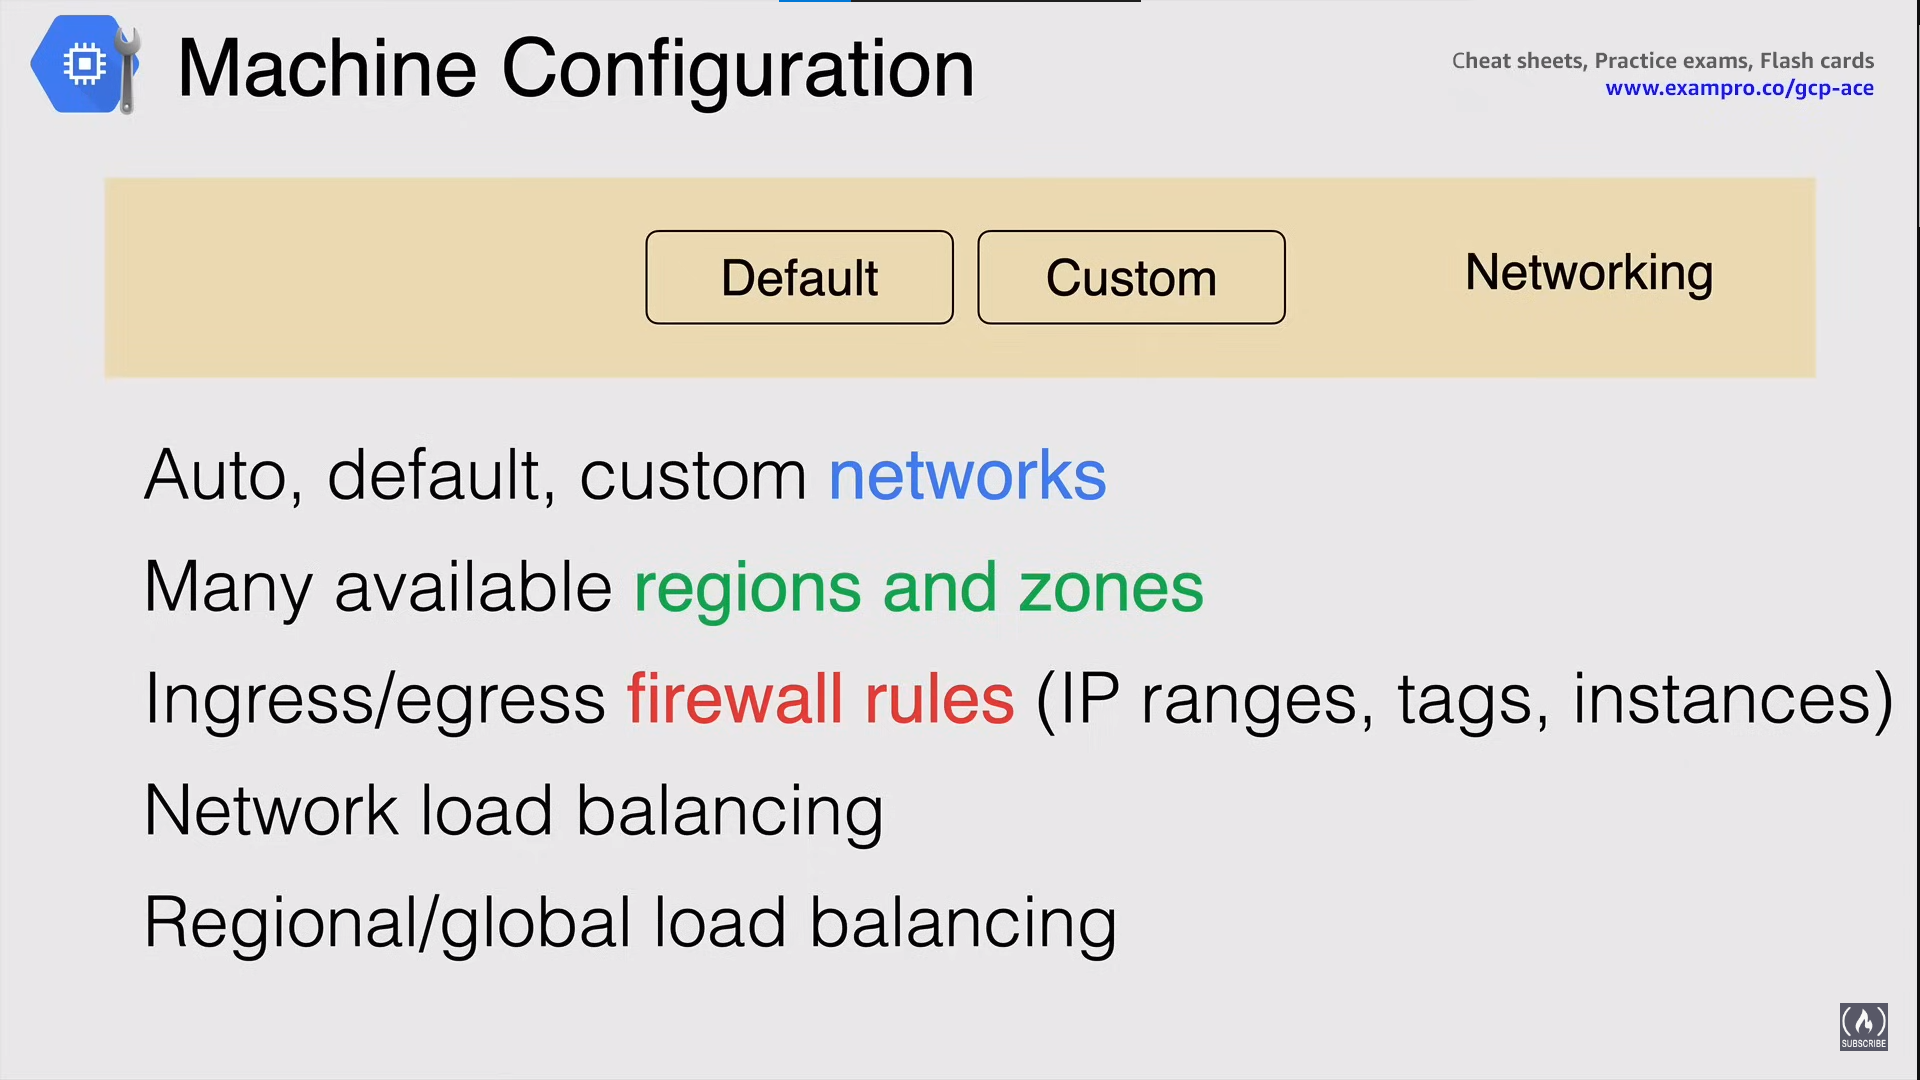 Machine Configuration
Cheat sheets, Practice exams, Flash cards
www.exampro.co/gcp-ace
Default
Custom
Networking
Auto, default, custom networks
Many available regions and zones
Ingress/egress firewall rules (IP ranges, tags, instances)
Network load balancing
Regional/global load balancing
SUBSCRIBE